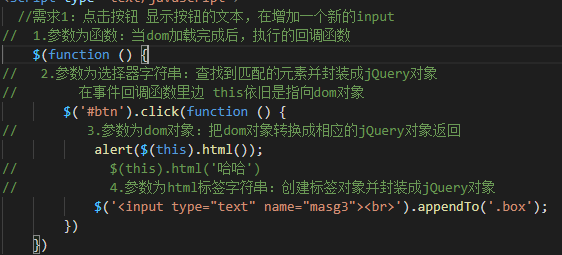 <script type="text/javascript">
//需求1：点击按钮 显示按钮的文本，在增加一个新的input
// 1.参数为函数：当dom加载完成后，执行的回调函数
$(function () {
// 2.参数为选择器字符串：查找到匹配的元素并封装成jQuery对象
// 在事件回调函数里边 this依旧是指向dom对象
$('#btn').click(function () {
// 3.参数为dom对象：把dom对象转换成相应的jQuery对象返回
alert($(this).html());
// $(this).html('哈哈')
// 4.参数为html标签字符串：创建标签对象并封装成jQuery对象
$('<input type="text" name="masg3"><br>').appendTo('.box');
})
})